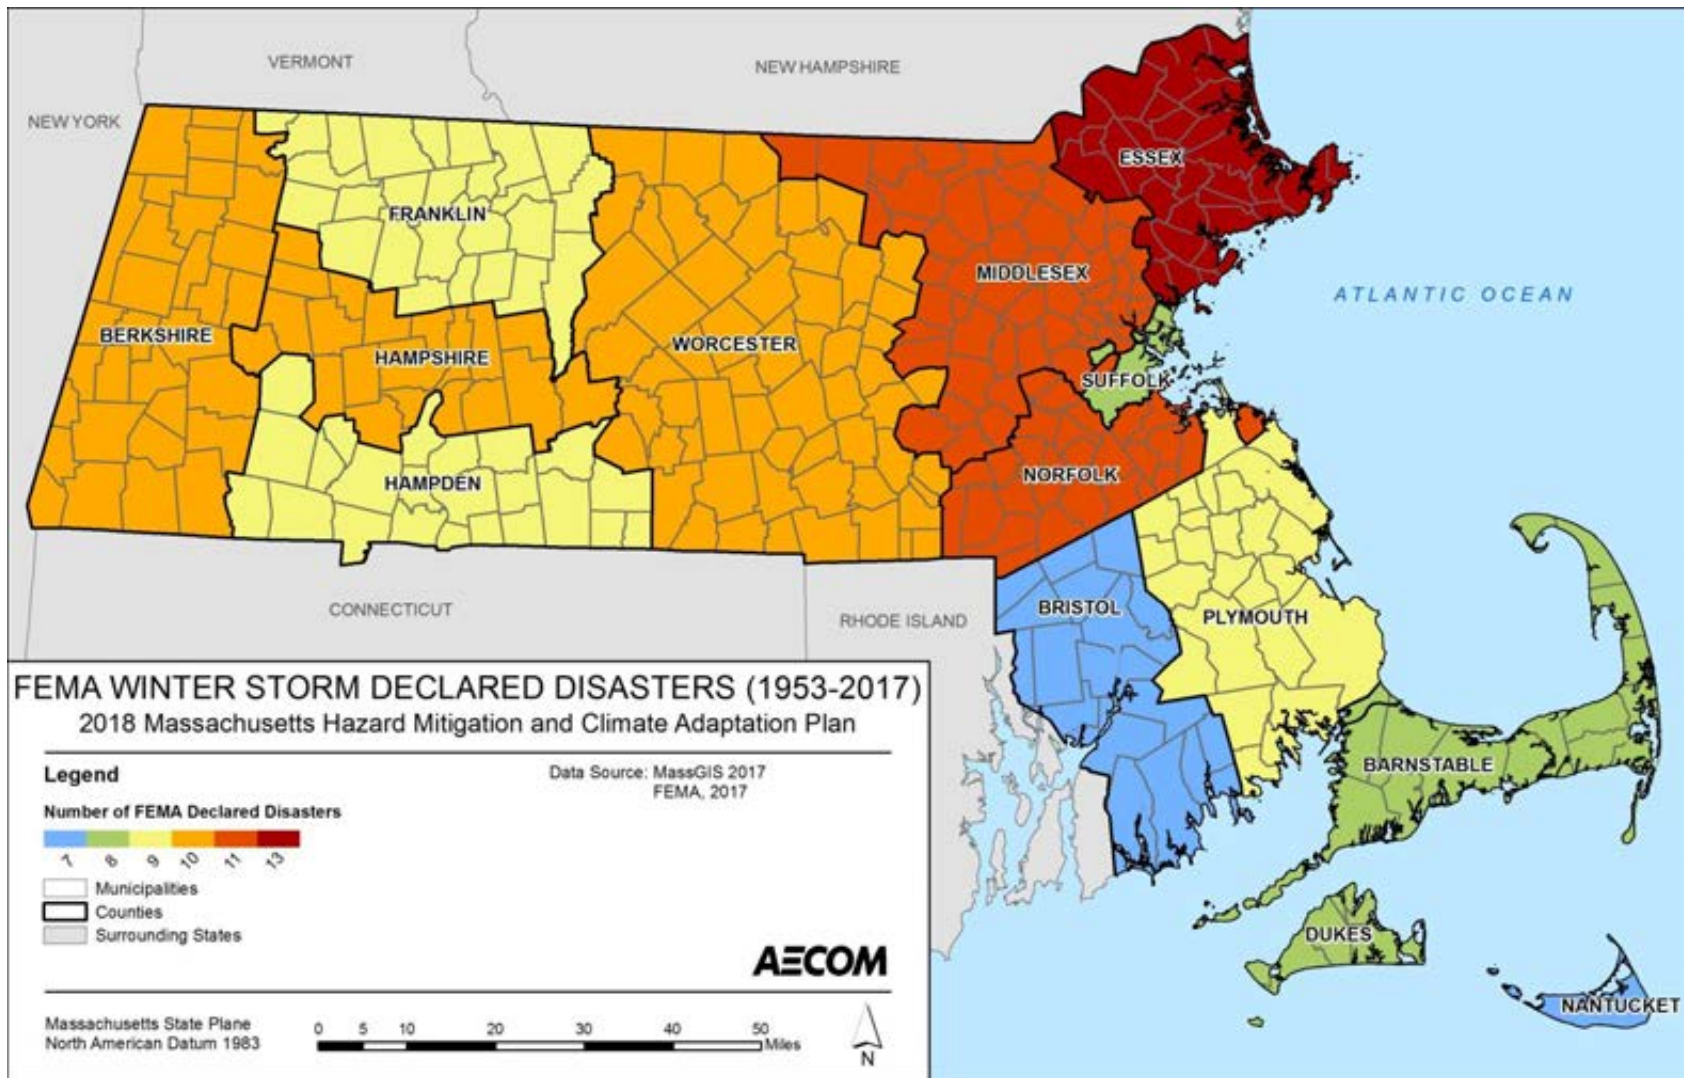 VERMONT
NEW HAMPSHIRE
NEW YORK
ESSEX
FRANKLIN
MIDDLESEX
ATLANTIC OCEAN
BERKSHIRE
HAMPSHIRE
WORCESTER
SUFFOLK
HAMPDEN
NORFOLK
CONNECTICUT
RHODE ISLAND
BRISTOL
PLYMOUTH
BARNSTABLE
DUKES
NANTUCKET
FEMA WINTER STORM DECLARED DISASTERS (1953-2017)
2018 Massachusetts Hazard Mitigation and Climate Adaptation Plan
Legend
Data Source: MassGIS 2017
FEMA, 2017
Number of FEMA Declared Disasters
7 8 9 10 11 13
Municipalities
Counties
Surrounding States
AECOM
Massachusetts State Plane
North American Datum 1983
0 5 10 20 30 40 50
Miles
N